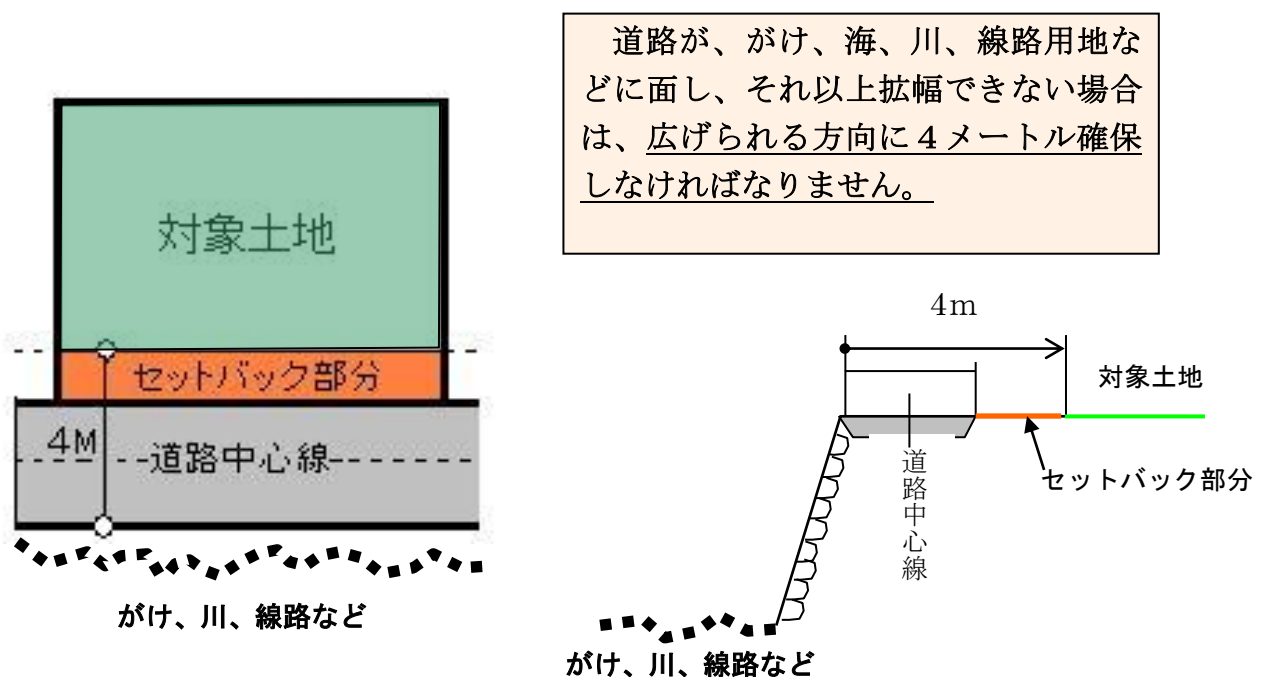 道路が、がけ、海、川、線路用地な
どに面し、それ以上拡幅できない場合
は、広げられる方向に４メートル確保
しなければなりません。
対象土地
セットバック部分
4M
道路中心線
がけ、川、線路など
4m
対象土地
セットバック部分
道路中心線
がけ、川、線路など